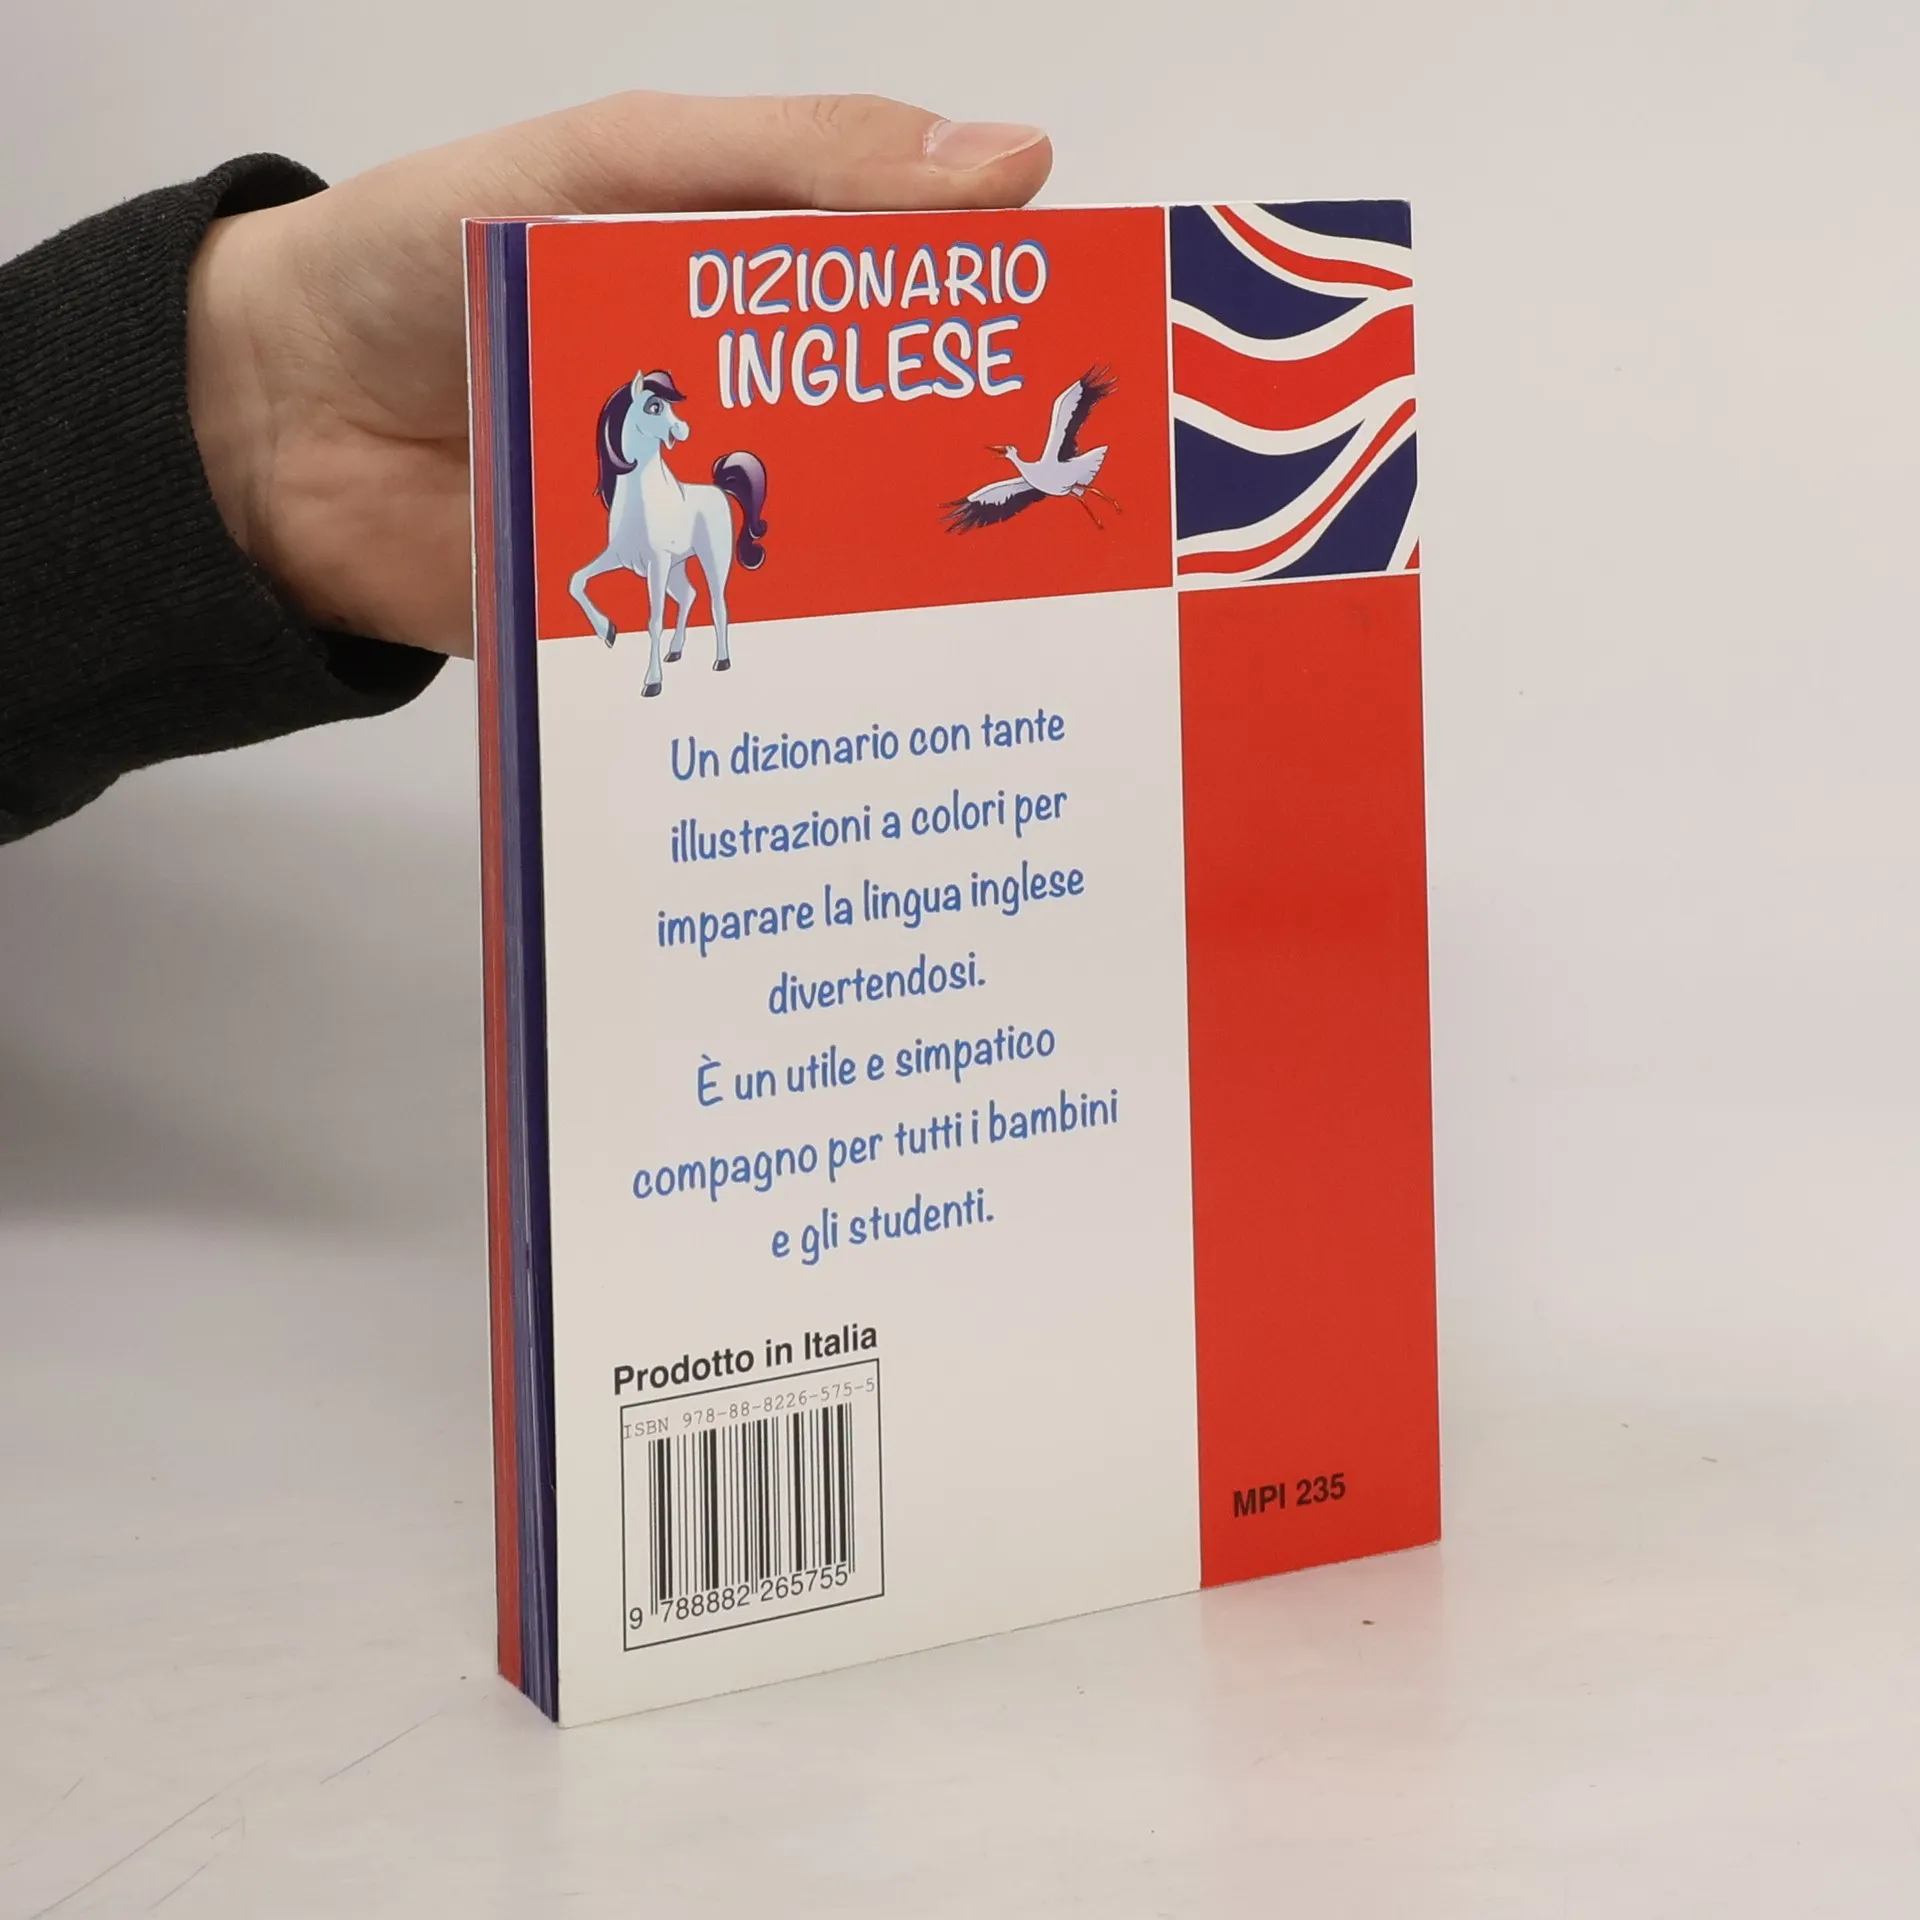 DIZIONARIO
INGLESE
Un dizionario con tante
illustrazioni a colori per
imparare la lingua inglese
divertendosi.
È un utile e simpatico
compagno per tutti i bambini
e gli studenti.
Prodotto in Italia
ISBN 978-88-8226-575-5
9 788882 265755
MPI 235